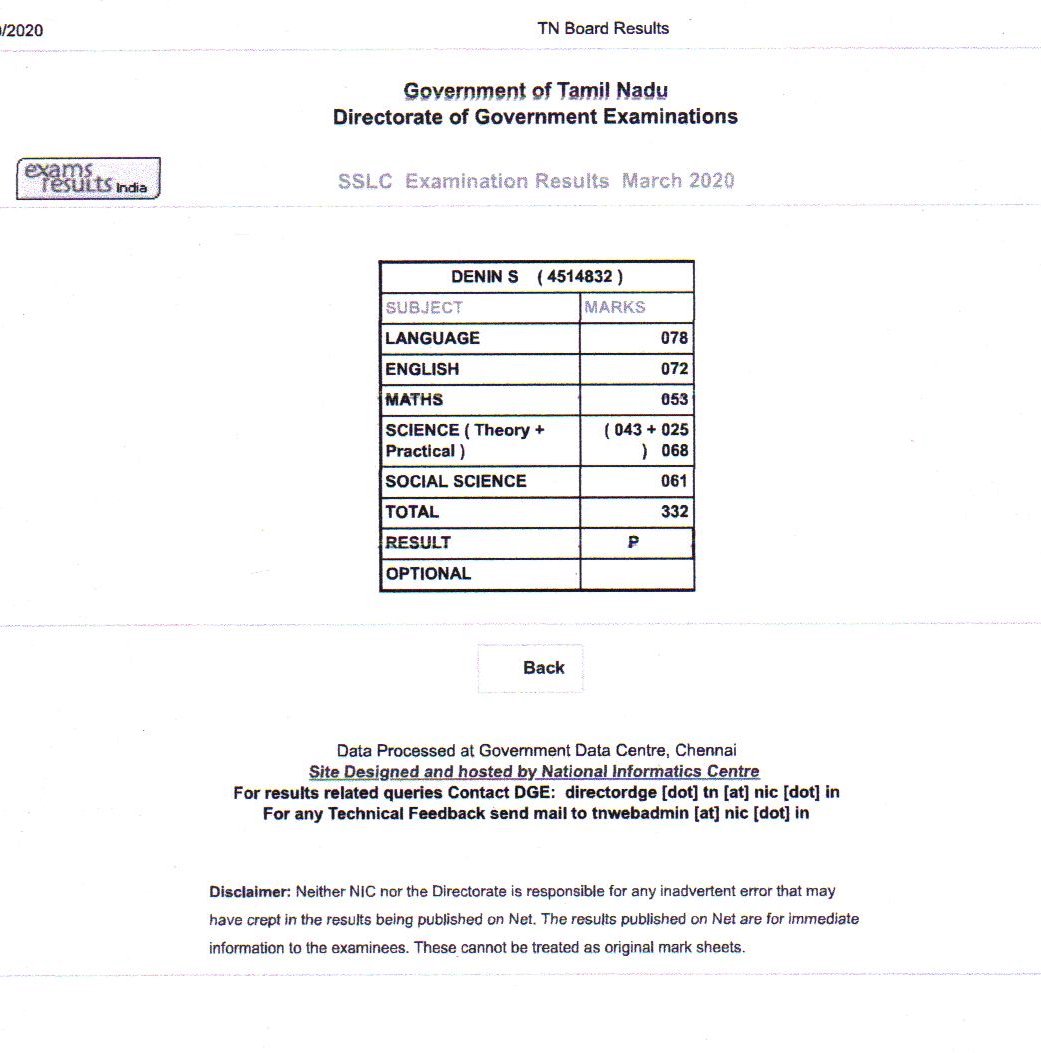 /2020 TN Board Results
Government of Tamil Nadu
Directorate of Government Examinations
exams
results India
SSLC Examination Results March 2020
DENIN S ( 4514832 )
SUBJECT MARKS
LANGUAGE 078
ENGLISH 072
MATHS 053
SCIENCE ( Theory + ( 043 + 025
Practical ) ) 068
SOCIAL SCIENCE 061
TOTAL 332
RESULT P
OPTIONAL
Back
Data Processed at Government Data Centre, Chennai
Site Designed and hosted by National Informatics Centre
For results related queries Contact DGE: directordge [dot] tn [at] nic [dot] in
For any Technical Feedback send mail to tnwebadmin [at] nic [dot] in
Disclaimer: Neither NIC nor the Directorate is responsible for any inadvertent error that may
have crept in the results being published on Net. The results published on Net are for immediate
information to the examinees. These cannot be treated as original mark sheets.